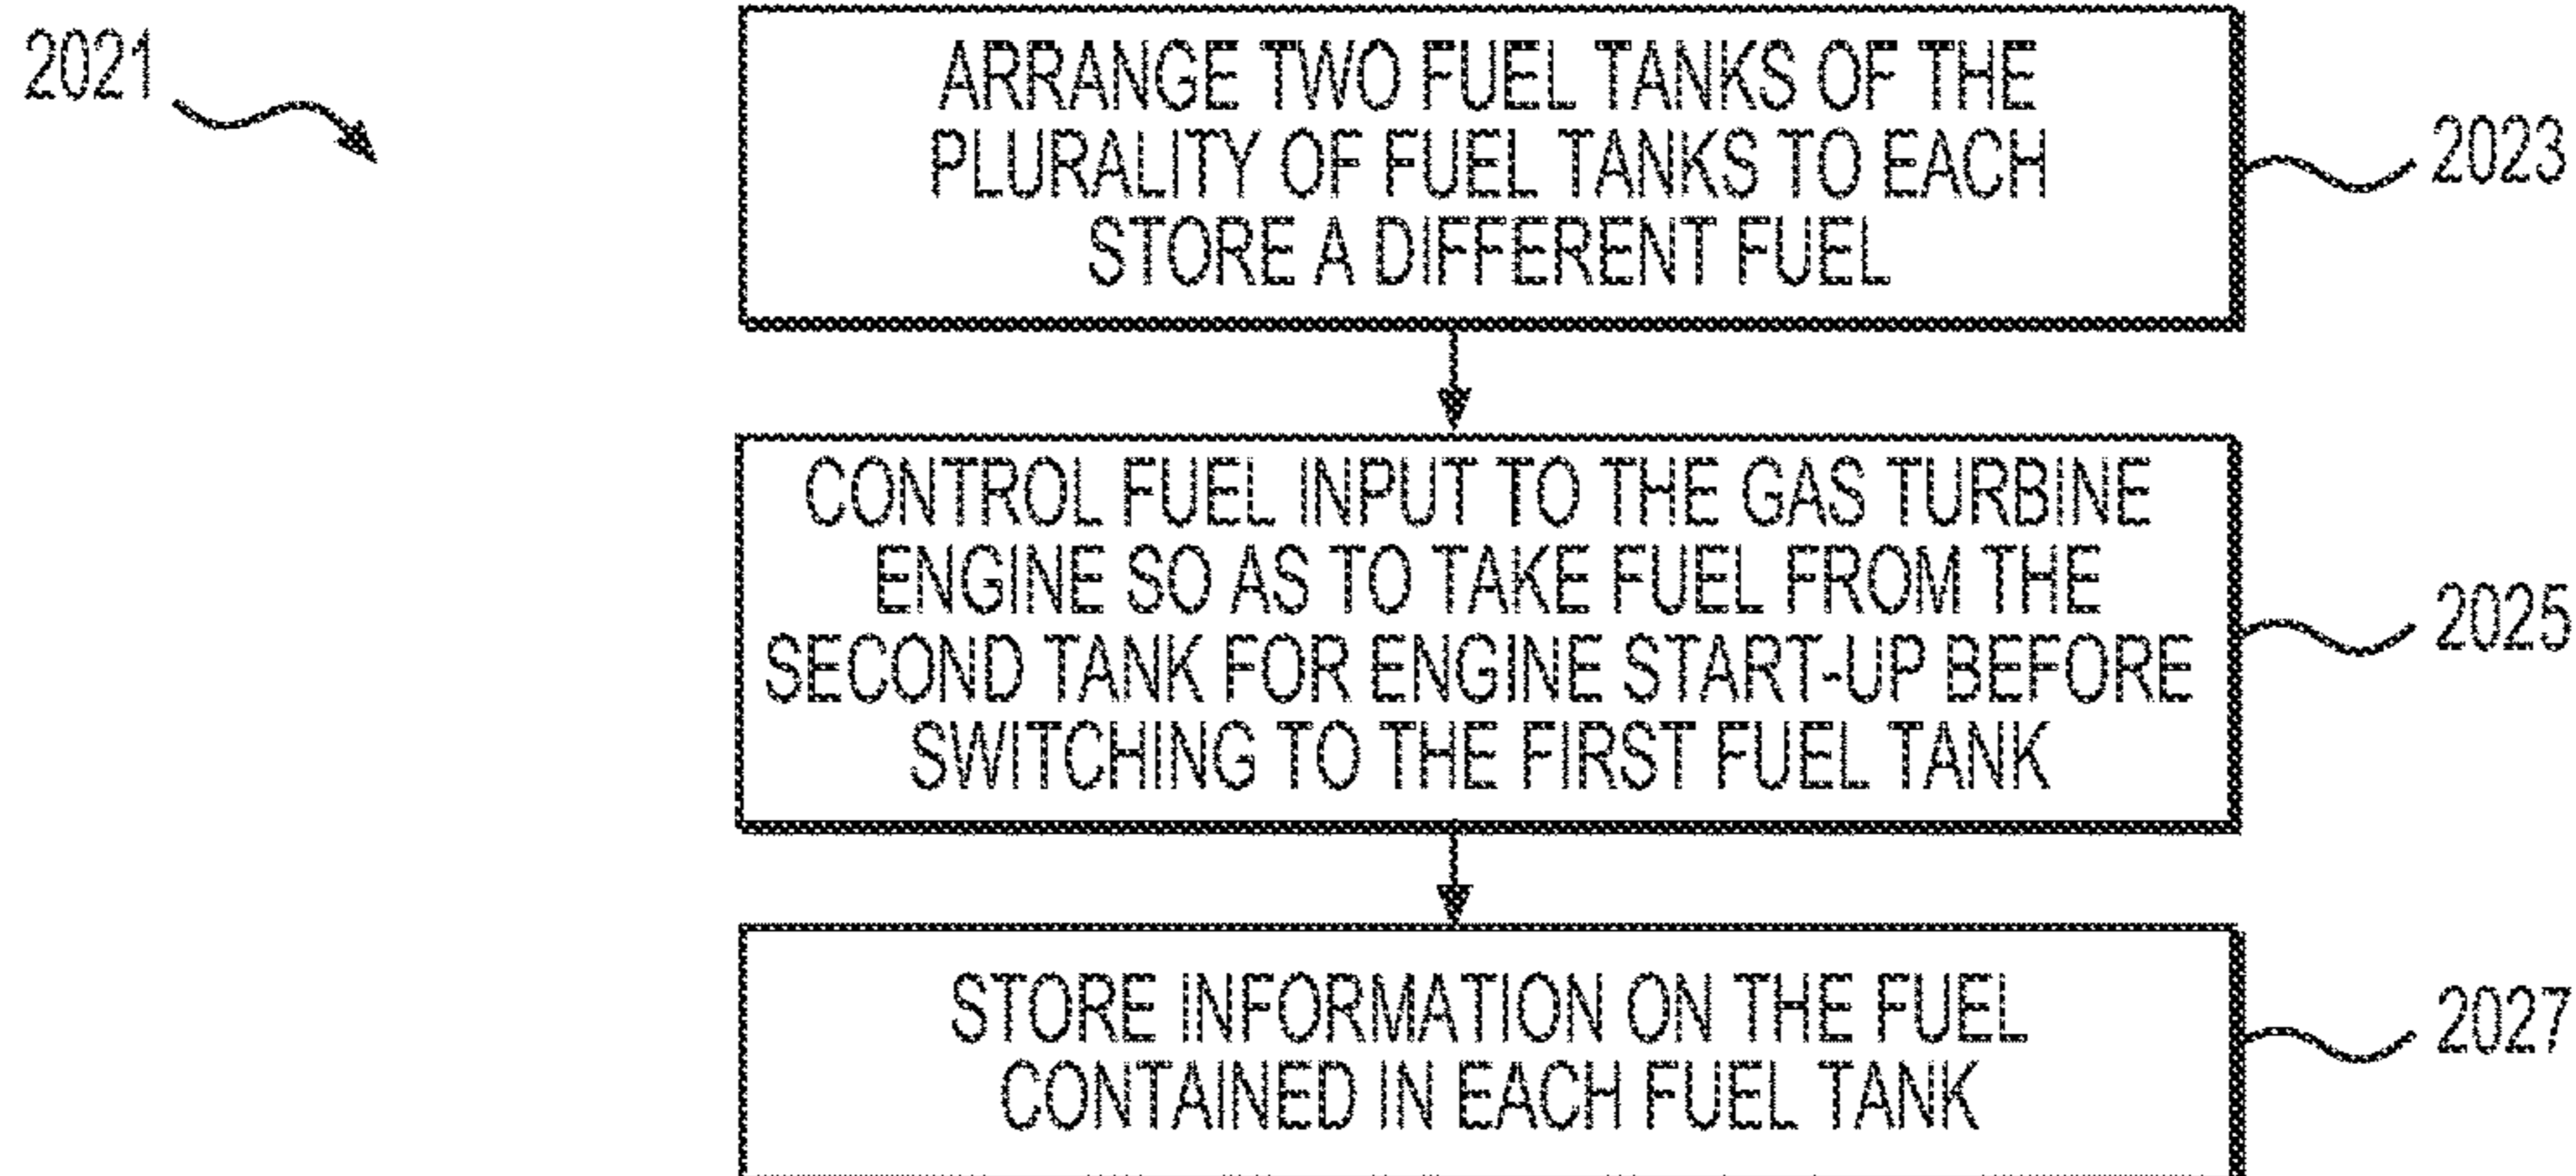 2021
ARRANGE TWO FUEL TANKS OF THE
PLURALITY OF FUEL TANKS TO EACH
STORE A DIFFERENT FUEL
2023
CONTROL FUEL INPUT TO THE GAS TURBINE
ENGINE SO AS TO TAKE FUEL FROM THE
SECOND TANK FOR ENGINE START-UP BEFORE
SWITCHING TO THE FIRST FUEL TANK
2025
STORE INFORMATION ON THE FUEL
CONTAINED IN EACH FUEL TANK
2027